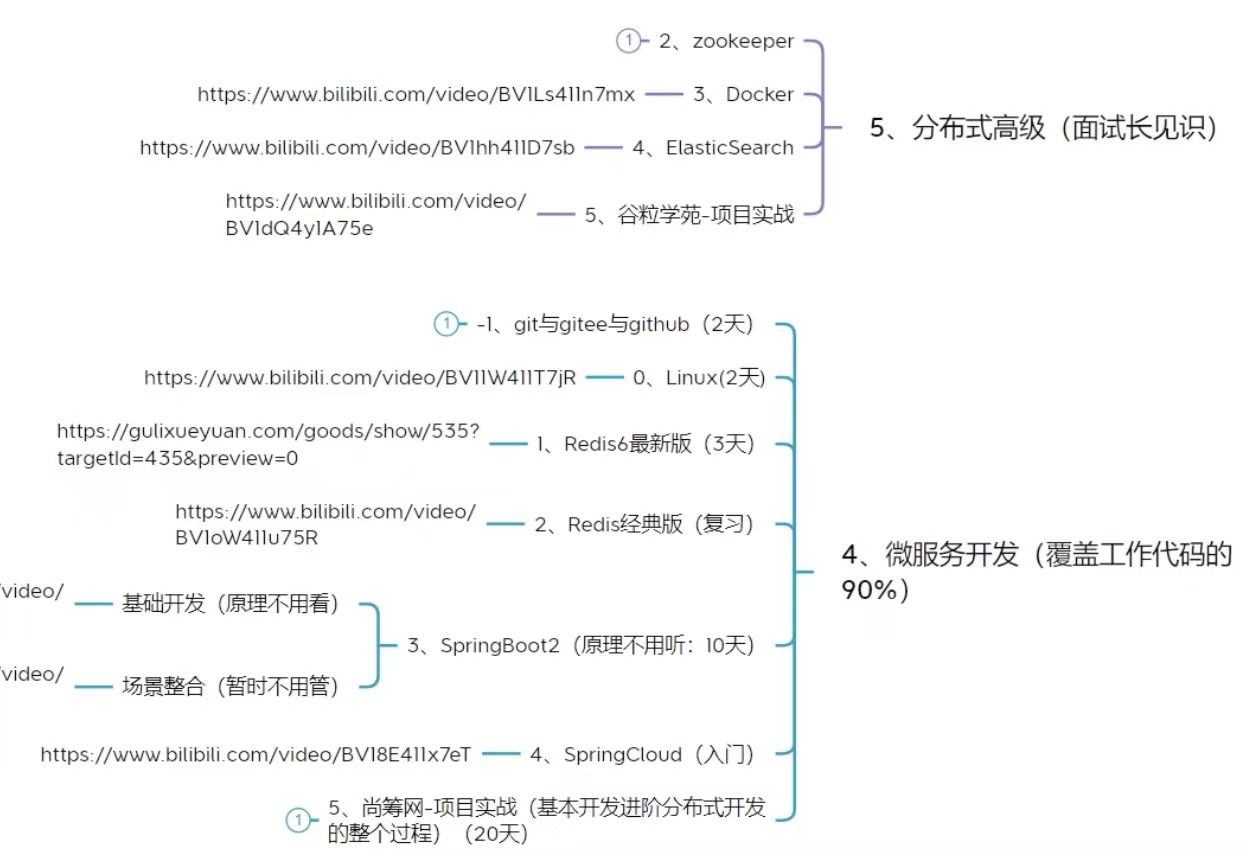 ① 2、zookeeper
https://www.bilibili.com/video/BV1Ls411n7mx 3、Docker
https://www.bilibili.com/video/BV1hh411D7sb 4、ElasticSearch
https://www.bilibili.com/video/
BV1dQ4y1A75e
5、谷粒学苑-项目实战
5、分布式高级（面试长见识）
① -1、git与gitee与github（2天）
https://www.bilibili.com/video/BV11W411T7jR 0、Linux(2天)
https://gulixueyuan.com/goods/show/535?
targetId=435&preview=0
1、Redis6最新版（3天）
https://www.bilibili.com/video/
BV1oW411u75R
2、Redis经典版（复习）
video/
基础开发（原理不用看）
3、SpringBoot2（原理不用听：10天）
video/
场景整合（暂时不用管）
https://www.bilibili.com/video/BV18E411x7eT 4、SpringCloud（入门）
① 5、尚筹网-项目实战（基本开发进阶分布式开发
的整个过程）（20天）
4、微服务开发（覆盖工作代码的
90%）